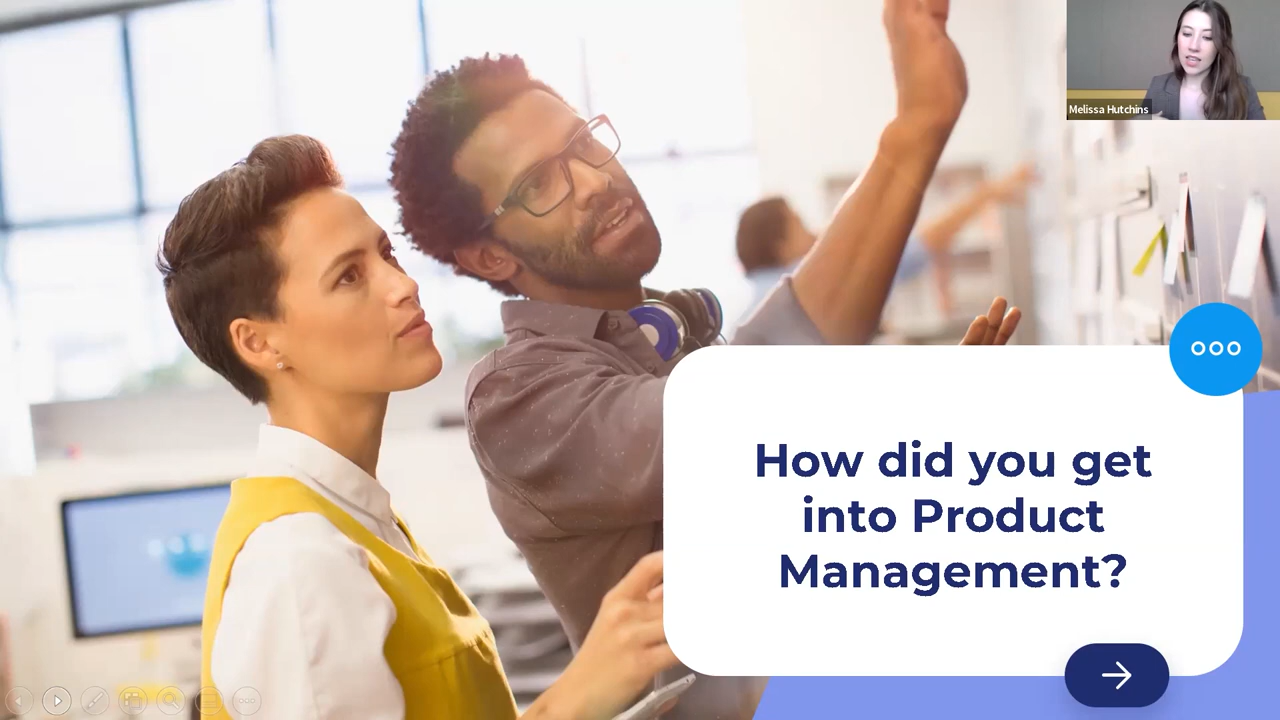 Melissa Hutchins
How did you get
into Product
Management?